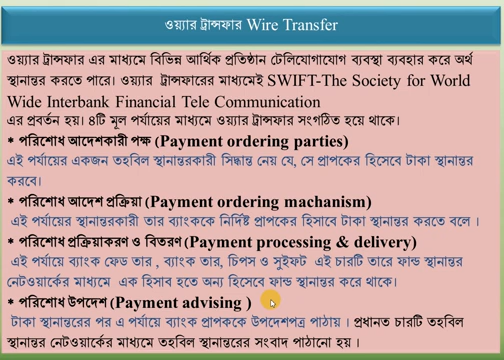 ওয়্যার ট্রান্সফার Wire Transfer
ওয়্যার ট্রান্সফার এর মাধ্যমে বিভিন্ন আর্থিক প্রতিষ্ঠান টেলিযোগাযোগ ব্যবস্থা ব্যবহার করে অর্থ
স্থানান্তর করতে পারে। ওয়্যার ট্রান্সফারের মাধ্যমেই SWIFT-The Society for World
Wide Interbank Financial Tele Communication
এর প্রবর্তন হয়। ৪টি মূল পর্যায়ের মাধ্যমে ওয়্যার ট্রান্সফার সংগঠিত হয়ে থাকে।
* পরিশোধ আদেশকারী পক্ষ (Payment ordering parties)
এই পর্যায়ের একজন তহবিল স্থানান্তরকারী সিদ্ধান্ত নেয় যে, সে প্রাপকের হিসেবে টাকা স্থানান্তর
করবে।
* পরিশোধ আদেশ প্রক্রিয়া (Payment ordering machanism)
এই পর্যায়ের স্থানান্তরকারী তার ব্যাংককে নির্দিষ্ট প্রাপকের হিসাবে টাকা স্থানান্তর করতে বলে ।
* পরিশোধ প্রক্রিয়াকরণ ও বিতরণ (Payment processing & delivery)
এই পর্যায়ে ব্যাংক ফেড তার , ব্যাংক তার, চিপস ও সুইফট এই চারটি তারে ফান্ড স্থানান্তর
নেটওয়ার্কের মাধ্যমে এক হিসাব হতে অন্য হিসেবে ফান্ড স্থানান্তর করে থাকে।
* পরিশোধ উপদেশ (Payment advising )
টাকা স্থানান্তরের পর এ পর্যায়ে ব্যাংক প্রাপককে উপদেশপত্র পাঠায় । প্রধানত চারটি তহবিল
স্থানান্তর নেটওয়ার্কের মাধ্যমে তহবিল স্থানান্তরের সংবাদ পাঠানো হয় ।